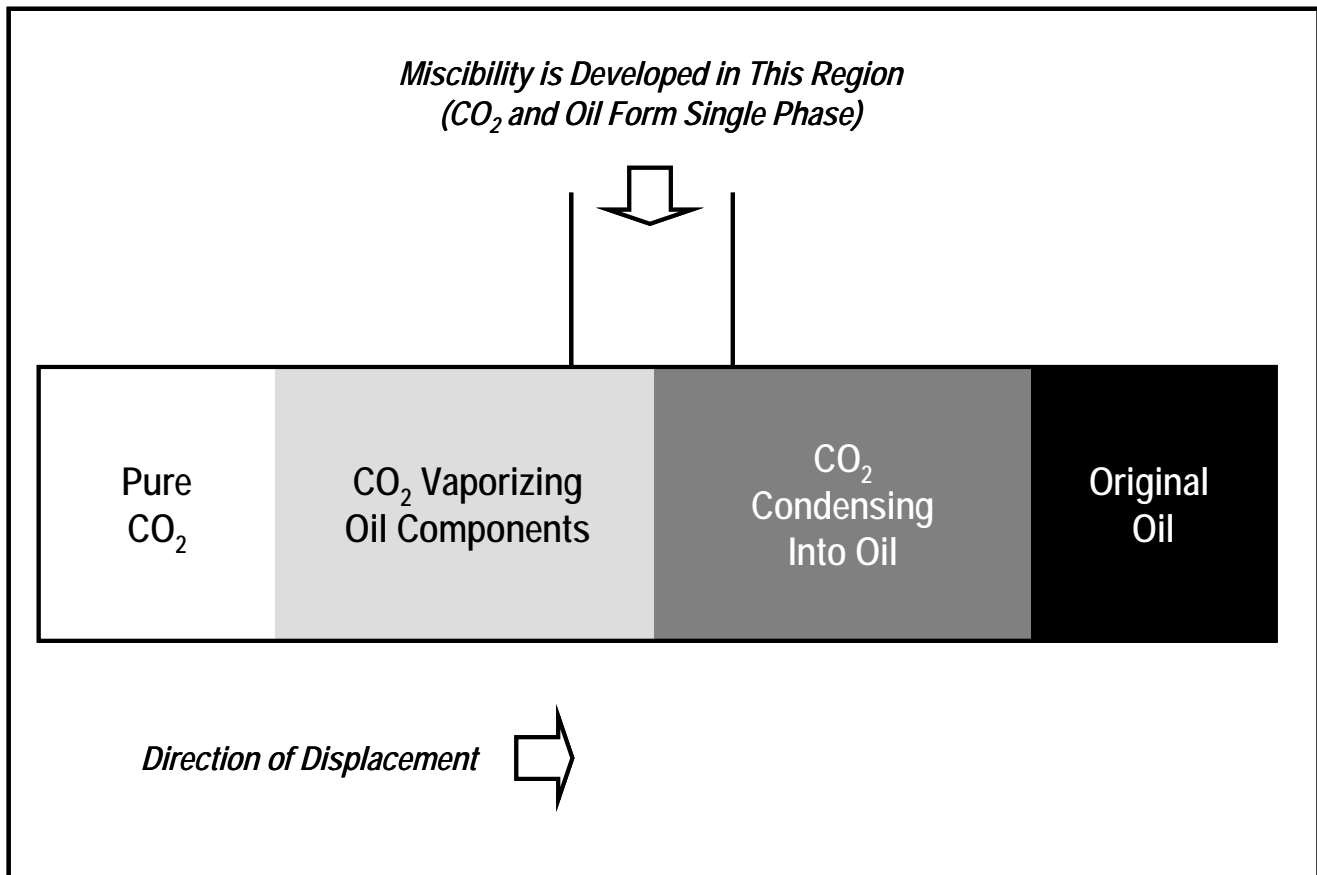 Miscibility is Developed in This Region
(CO₂ and Oil Form Single Phase)
Pure
CO₂
CO₂ Vaporizing
Oil Components
CO₂
Condensing
Into Oil
Original
Oil
Direction of Displacement